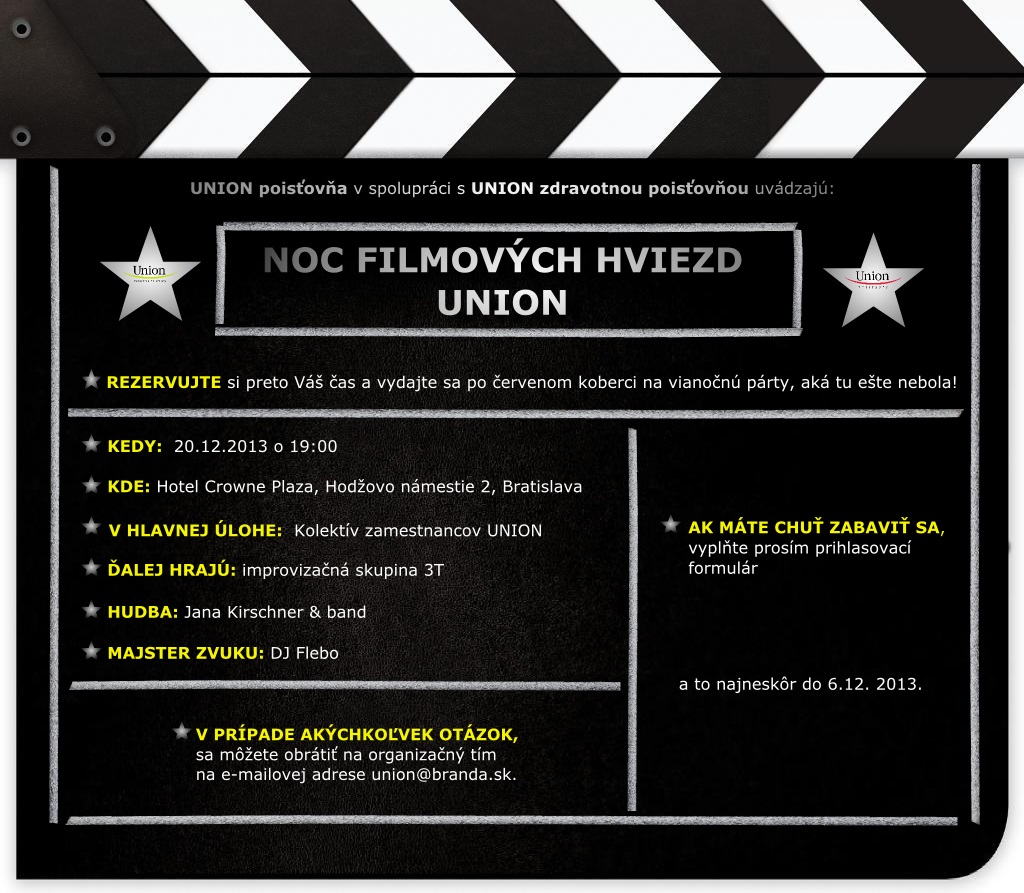 UNION poisťovňa v spolupráci s UNION zdravotnou poisťovňou uvádzajú:
NOC FILMOVÝCH HVIEZD
UNION
Union
Union
REZERVUJTE si preto Váš čas a vydajte sa po červenom koberci na vianočnú párty, aká tu ešte nebola!
KEDY: 20.12.2013 o 19:00
KDE: Hotel Crowne Plaza, Hodžovo námestie 2, Bratislava
V HLAVNEJ ÚLOHE: Kolektív zamestnancov UNION
ĎALEJ HRAJÚ: improvizačná skupina 3T
HUDBA: Jana Kirschner & band
MAJSTER ZVUKU: DJ Flebo
V PRÍPADE AKÝCHKOĽVEK OTÁZOK,
sa môžete obrátiť na organizačný tím
na e-mailovej adrese union@branda.sk.
AK MÁTE CHUŤ ZABAVIŤ SA,
vyplňte prosím prihlasovací
formulár
a to najneskôr do 6.12. 2013.